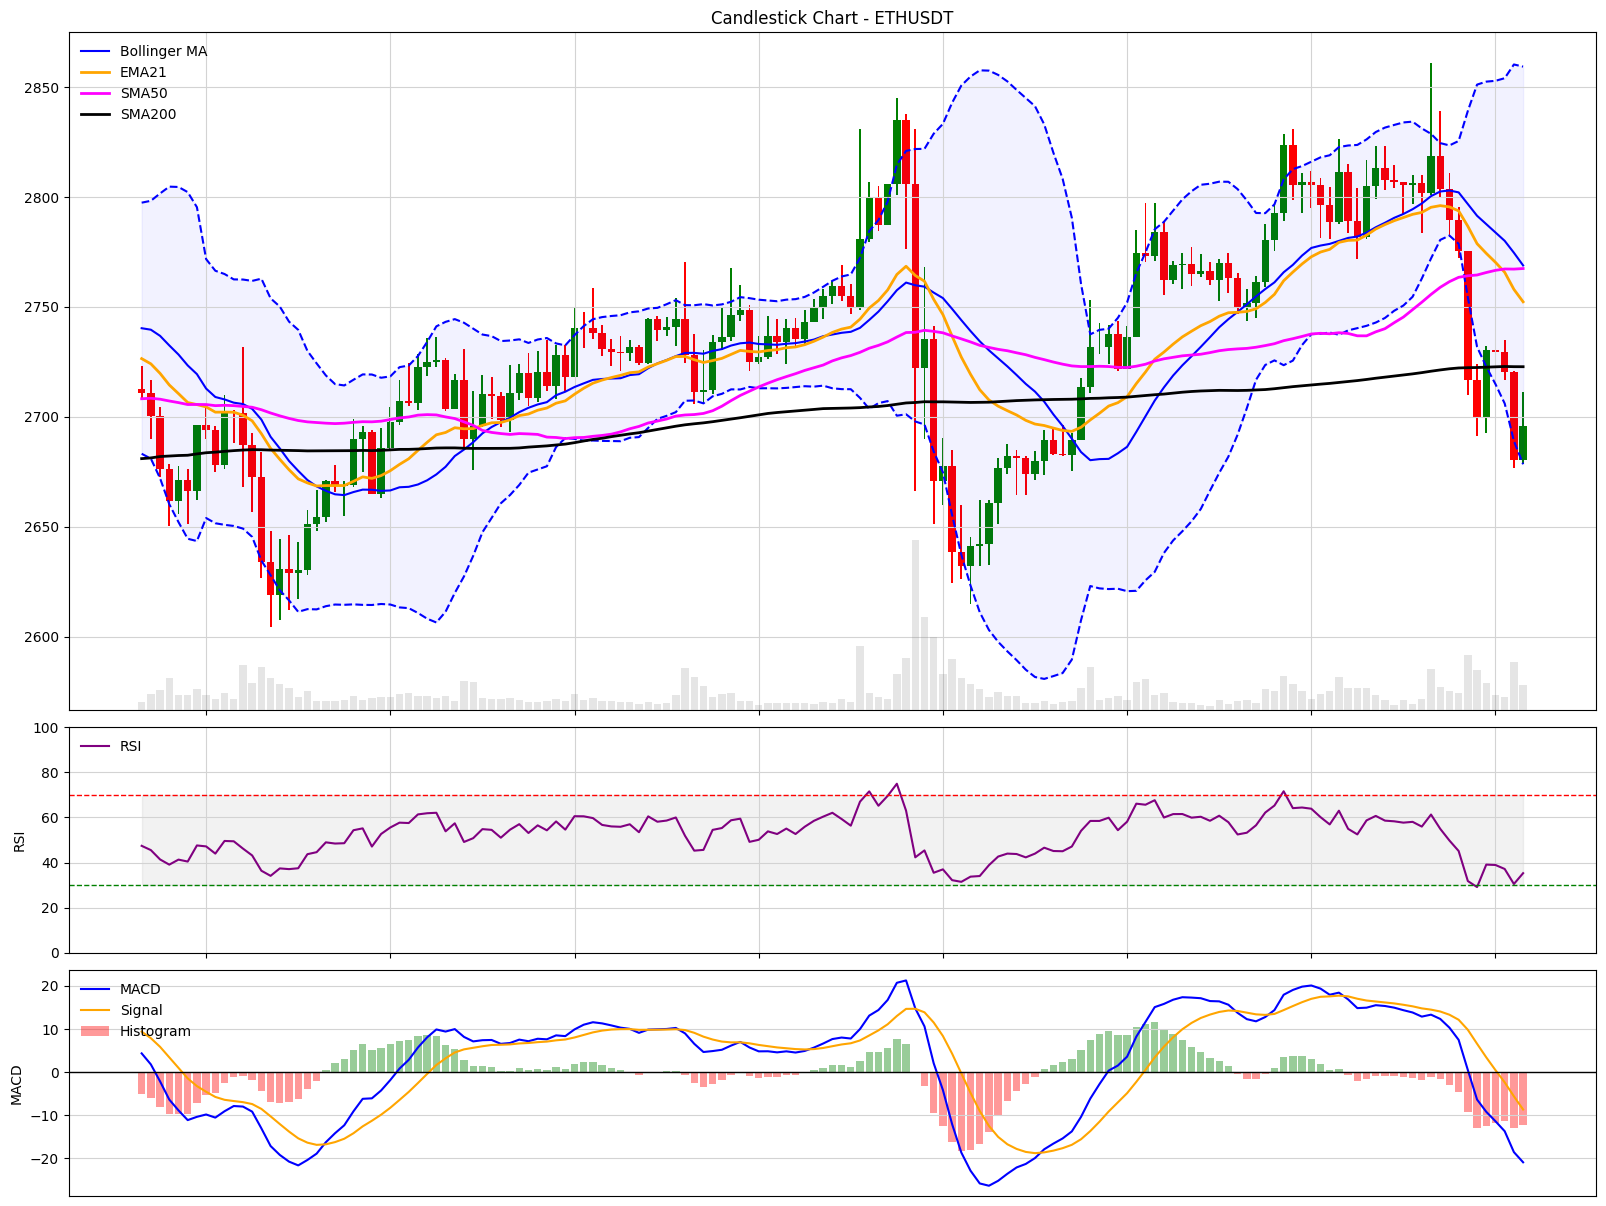 Candlestick Chart - ETHUSDT
Bollinger MA
EMA21
SMA50
SMA200
2850
2800
2750
2700
2650
2600
RSI
100
80
60
40
20
0
RSI
MACD
Signal
Histogram
20
10
0
−10
−20
MACD